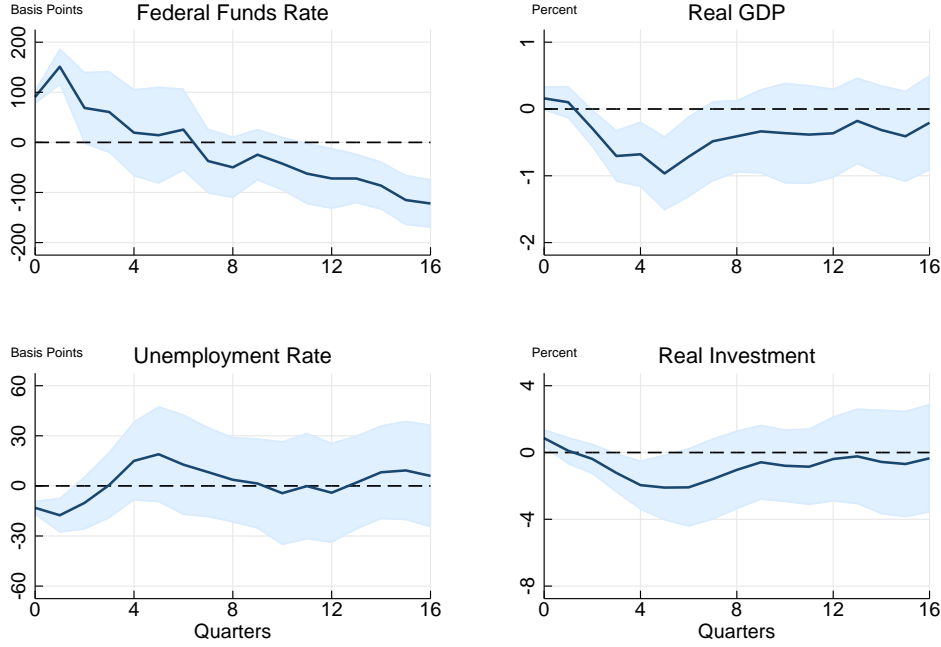 Basis Points
Federal Funds Rate
200
100
0
-100
-200
0 4 8 12 16
Percent
Real GDP
1
0
-1
-2
0 4 8 12 16
Basis Points
Unemployment Rate
60
30
0
-30
-60
0 4 8 12 16
Quarters
Percent
Real Investment
4
0
-4
-8
0 4 8 12 16
Quarters